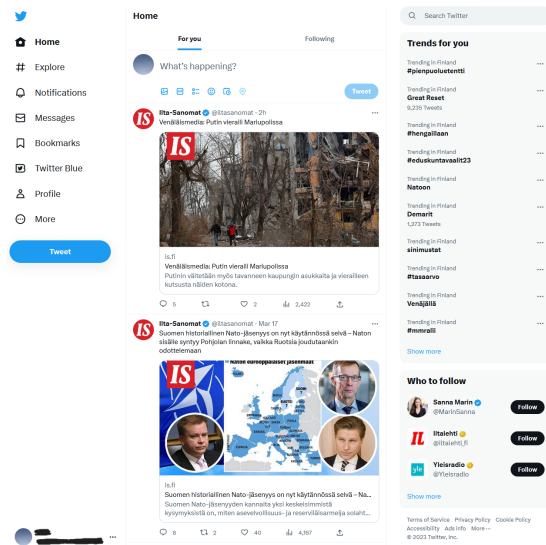 Home
Explore
Notifications
Messages
Bookmarks
Twitter Blue
Profile
More
Tweet
Home
For you
Following
What's happening?
Tweet
Ilta-Sanomat @iltasanomat · 2h
Venäläismedia: Putin vieraili Mariupolissa
IS
is.fi
Venäläismedia: Putin vieraili Mariupolissa
Putinin väitetään myös tavanneen kaupungin asukkaita ja vierailleen
kutsusta näiden kotona.
5
2
2,422
Ilta-Sanomat @iltasanomat · Mar 17
Suomen historiallinen Nato-jäsenyys on nyt käytännössä selvä – Naton
sisälle syntyy Pohjolan linnake, vaikka Ruotsia joudutaankin
odottelemaan
IS
Naton eurooppalaiset jäsenmaat
is.fi
Suomen historiallinen Nato-jäsenyys on nyt käytännössä selvä – Na...
Suomen Nato-jäsenyyden kannalta yksi keskeisimmistä
kysymyksistä on, miten asevelvollisuus- ja reserviläisarmeija solaht...
8
2
40
4,157
Search Twitter
Trends for you
Trending in Finland
#pienpuoluetentti
Trending in Finland
Great Reset
9,235 Tweets
Trending in Finland
#hengaillaan
Trending in Finland
#eduskuntavaalit23
Trending in Finland
Natoon
Trending in Finland
Demarit
1,273 Tweets
Trending in Finland
sinimustat
Trending in Finland
#tasaarvo
Trending in Finland
Venäjällä
Trending in Finland
#mmralli
Show more
Who to follow
Sanna Marin
@MarinSanna
Follow
IL
Iltalehti
@iltalehti_fi
Follow
yle
Yleisradio
@Yleisradio
Follow
Show more
Terms of Service Privacy Policy Cookie Policy
Accessibility Ads info More ···
© 2023 Twitter, Inc.